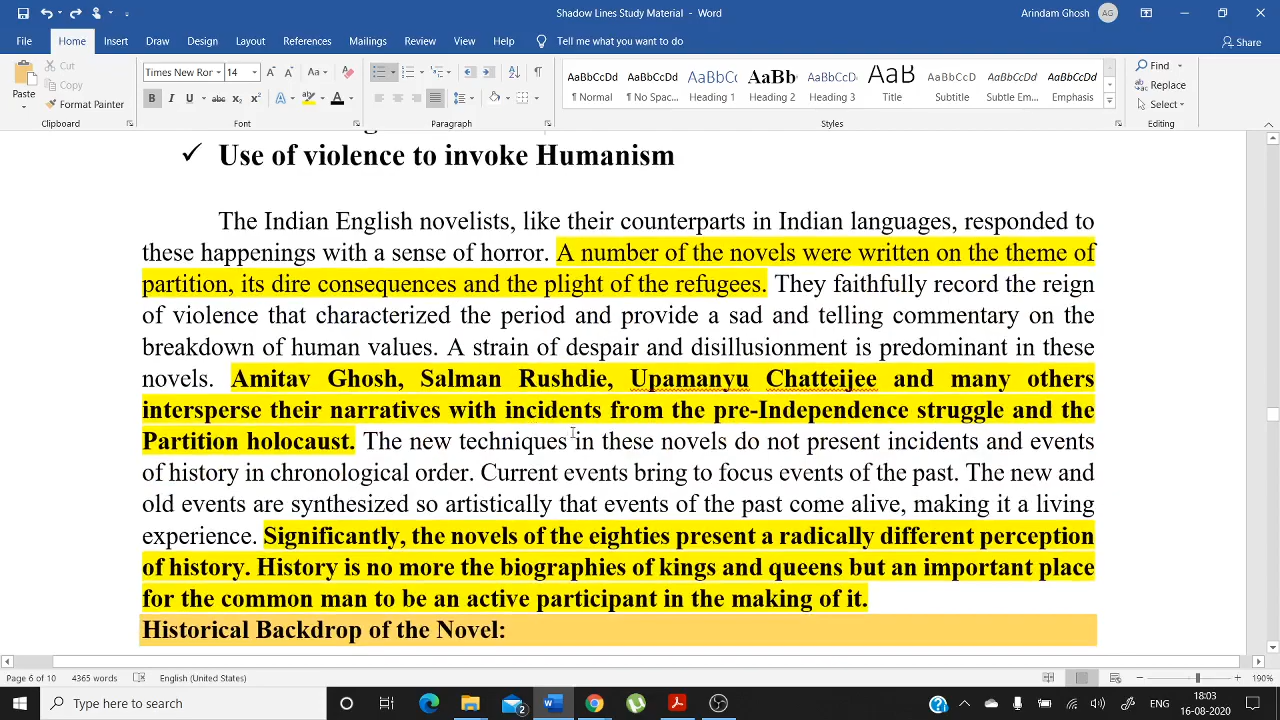 Shadow Lines Study Material - Word
Arindam Ghosh AG
File Home Insert Draw Design Layout References Mailings Review View Help Tell me what you want to do Share
Paste
Cut
Copy
Format Painter
Times New Ror 14
AaBbCcDd AaBbCcDd AaBbCcDd AaBbC AaBbCcDd AaB AaBbCcDd AaBbCcDd AaBbCcDd
¶ Normal ¶ No Spac... Heading 1 Heading 2 Heading 3 Title Subtitle Subtle Em... Emphasis
Find
Replace
Select
Clipboard Font Paragraph Styles Editing
✓ Use of violence to invoke Humanism
The Indian English novelists, like their counterparts in Indian languages, responded to
these happenings with a sense of horror. A number of the novels were written on the theme of
partition, its dire consequences and the plight of the refugees. They faithfully record the reign
of violence that characterized the period and provide a sad and telling commentary on the
breakdown of human values. A strain of despair and disillusionment is predominant in these
novels. Amitav Ghosh, Salman Rushdie, Upamanyu Chatteijee and many others
intersperse their narratives with incidents from the pre-Independence struggle and the
Partition holocaust. The new techniques in these novels do not present incidents and events
of history in chronological order. Current events bring to focus events of the past. The new and
old events are synthesized so artistically that events of the past come alive, making it a living
experience. Significantly, the novels of the eighties present a radically different perception
of history. History is no more the biographies of kings and queens but an important place
for the common man to be an active participant in the making of it.
Historical Backdrop of the Novel:
Page 6 of 10 4365 words English (United States) 190%
Type here to search
18:03
16-08-2020